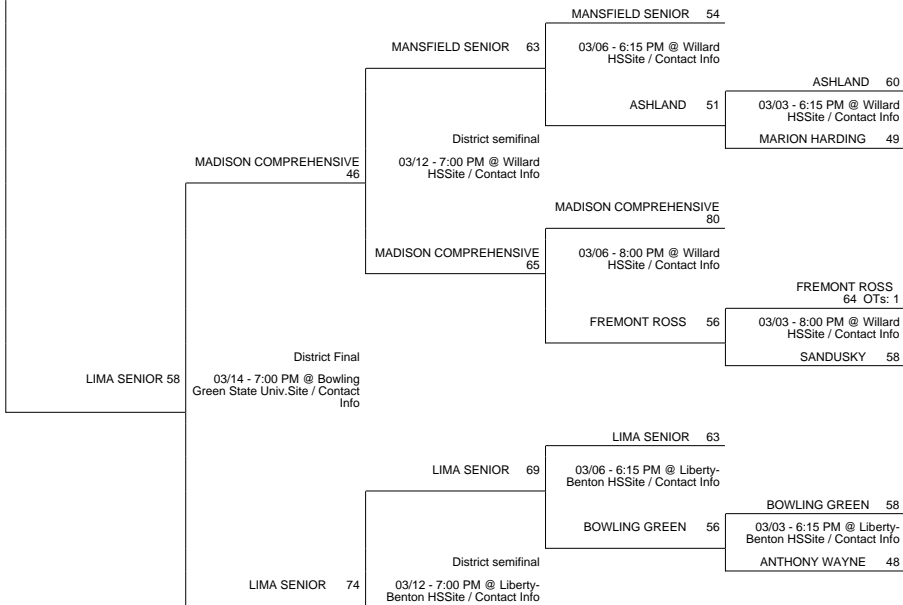 MANSFIELD SENIOR 54
MANSFIELD SENIOR 63
03/06 - 6:15 PM @ Willard
HSSite / Contact Info
ASHLAND 60
ASHLAND 51
03/03 - 6:15 PM @ Willard
HSSite / Contact Info
MARION HARDING 49
District semifinal
MADISON COMPREHENSIVE
46
03/12 - 7:00 PM @ Willard
HSSite / Contact Info
MADISON COMPREHENSIVE
80
MADISON COMPREHENSIVE
65
03/06 - 8:00 PM @ Willard
HSSite / Contact Info
FREMONT ROSS
64 OTs: 1
FREMONT ROSS 56
03/03 - 8:00 PM @ Willard
HSSite / Contact Info
SANDUSKY 58
District Final
LIMA SENIOR 58
03/14 - 7:00 PM @ Bowling
Green State Univ.Site / Contact
Info
LIMA SENIOR 63
LIMA SENIOR 69
03/06 - 6:15 PM @ Liberty-
Benton HSSite / Contact Info
BOWLING GREEN 58
BOWLING GREEN 56
03/03 - 6:15 PM @ Liberty-
Benton HSSite / Contact Info
ANTHONY WAYNE 48
District semifinal
LIMA SENIOR 74
03/12 - 7:00 PM @ Liberty-
Benton HSSite / Contact Info